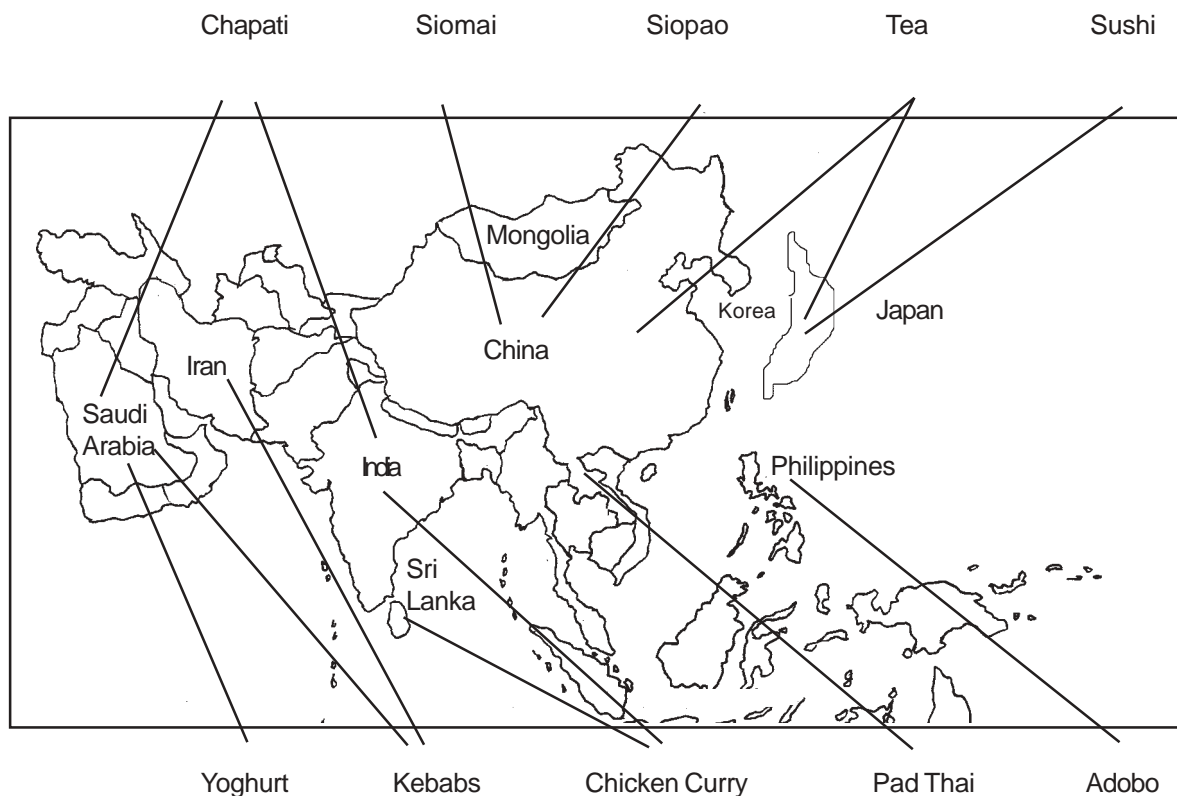 Chapati Siomai Siopao Tea Sushi
Mongolia
Korea Japan
China
Iran
Saudi
Arabia
India
Philippines
Sri
Lanka
Yoghurt Kebabs Chicken Curry Pad Thai Adobo